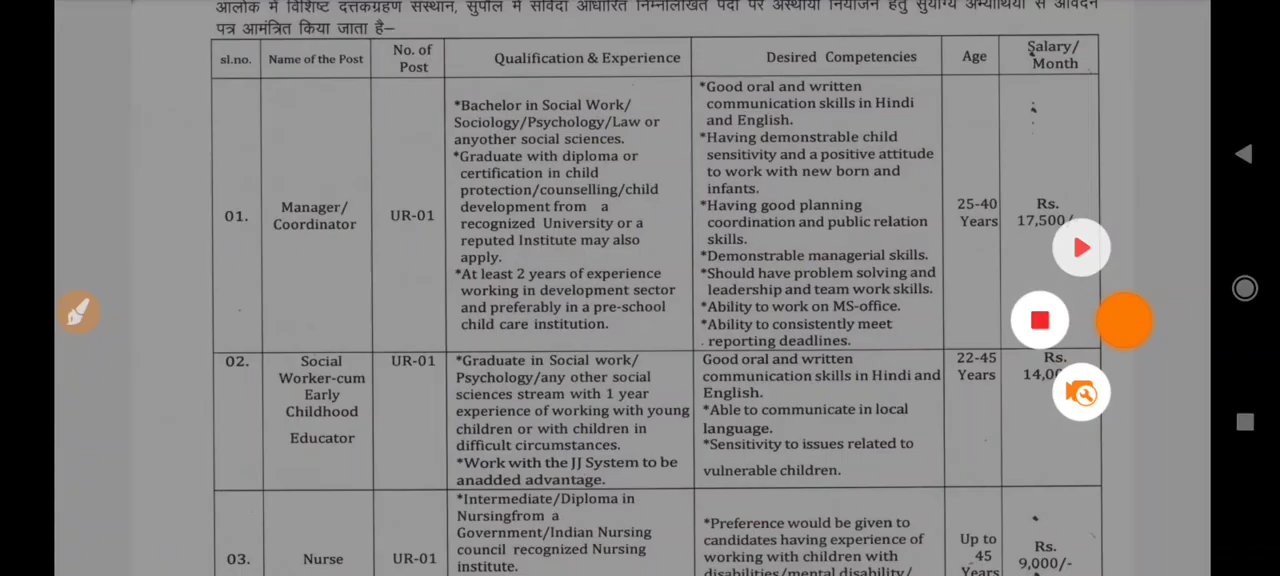 आलोक में विशिष्ट दत्तकग्रहण संस्थान, सुपौल में संविदा आधारित निम्नलिखित पदों पर अस्थायी नियोजन हेतु सुयोग्य अभ्यर्थियों से आवेदन
पत्र आमंत्रित किया जाता है–
sl.no.
Name of the Post
No. of
Post
Qualification & Experience
Desired Competencies
Age
Salary/
Month
01.
Manager/
Coordinator
UR-01
*Bachelor in Social Work/
Sociology/Psychology/Law or
anyother social sciences.
*Graduate with diploma or
certification in child
protection/counselling/child
development from a
recognized University or a
reputed Institute may also
apply.
*At least 2 years of experience
working in development sector
and preferably in a pre-school
child care institution.
*Good oral and written
communication skills in Hindi
and English.
*Having demonstrable child
sensitivity and a positive attitude
to work with new born and
infants.
*Having good planning
coordination and public relation
skills.
*Demonstrable managerial skills.
*Should have problem solving and
leadership and team work skills.
*Ability to work on MS-office.
*Ability to consistently meet
reporting deadlines.
25-40
Years
Rs.
17,500/
02.
Social
Worker-cum
Early
Childhood
Educator
UR-01
*Graduate in Social work/
Psychology/any other social
sciences stream with 1 year
experience of working with young
children or with children in
difficult circumstances.
*Work with the JJ System to be
anadded advantage.
Good oral and written
communication skills in Hindi and
English.
*Able to communicate in local
language.
*Sensitivity to issues related to
vulnerable children.
22-45
Years
Rs.
14,0
03.
Nurse
UR-01
*Intermediate/Diploma in
Nursingfrom a
Government/Indian Nursing
council recognized Nursing
institute.
*Preference would be given to
candidates having experience of
working with children with
disabilities/mental disability/
Up to
45
Years
Rs.
9,000/-